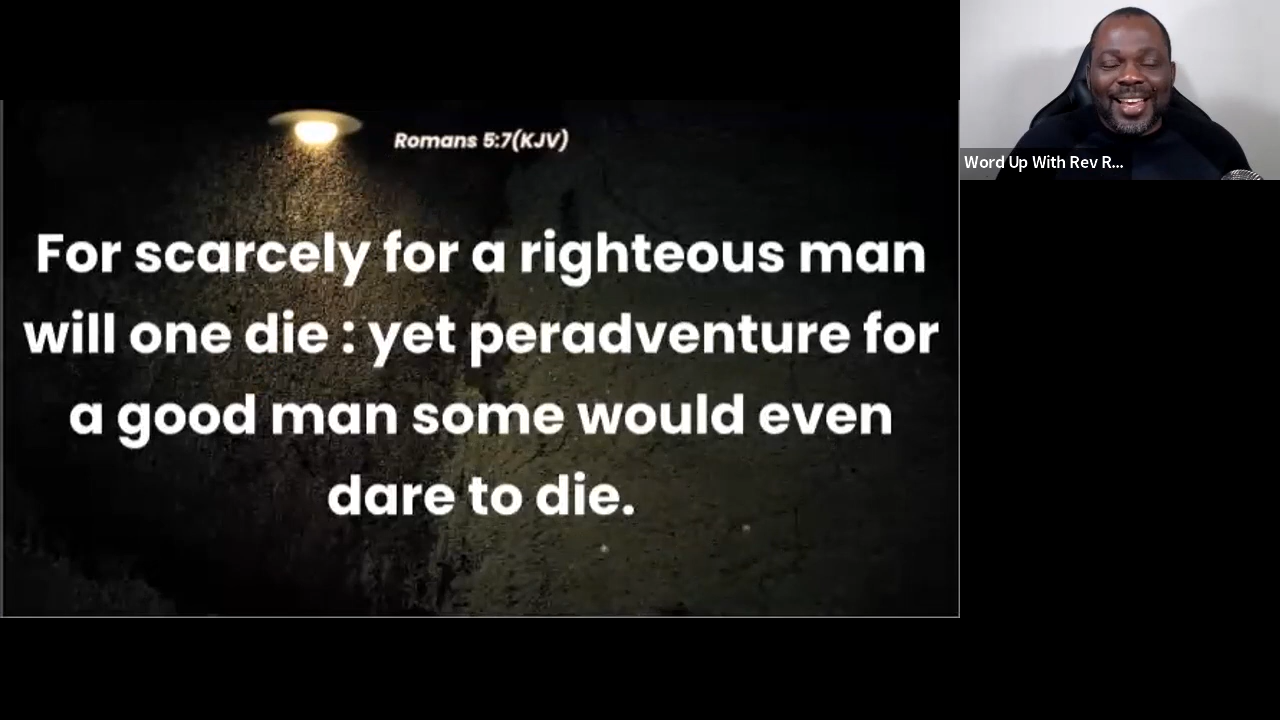 Romans 5:7(KJV)
For scarcely for a righteous man
will one die : yet peradventure for
a good man some would even
dare to die.
Word Up With Rev R...